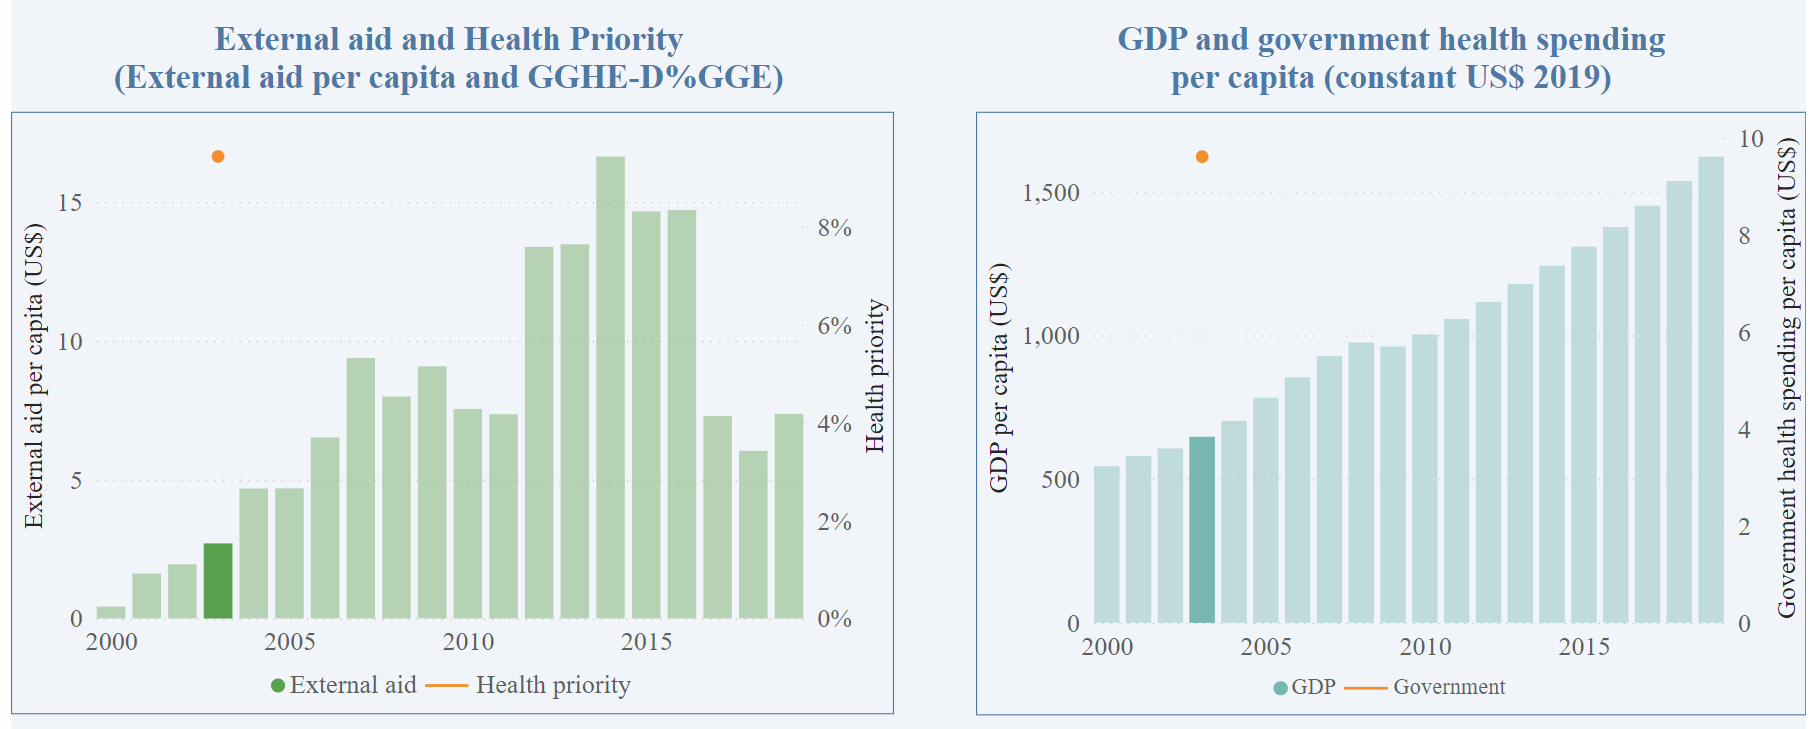 External aid and Health Priority
(External aid per capita and GGHE-D%GGE)
External aid per capita (US$)
15
10
5
0
8%
6%
4%
2%
0%
Health priority
2000 2005 2010 2015
External aid Health priority
GDP and government health spending
per capita (constant US$ 2019)
GDP per capita (US$)
1,500
1,000
500
0
10
8
6
4
2
0
Government health spending per capita (US$)
2000 2005 2010 2015
GDP Government